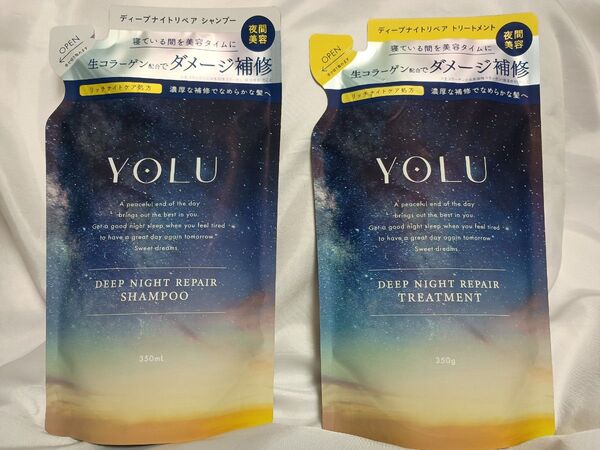 ディープナイトリペア シャンプー
OPEN
夜間
美容
寝ている間を美容タイムに
生コラーゲン配合でダメージ補修
リッチナイトケア処方
濃厚な補修でなめらかな髪へ
YOLU
A peaceful end of the day
brings out the best in you.
Get a good night sleep when you feel tired
to have a great day again tomorrow.
Sweet dreams.
DEEP NIGHT REPAIR
SHAMPOO
350mL
ディープナイトリペア トリートメント
OPEN
夜間
美容
寝ている間を美容タイムに
生コラーゲン配合でダメージ補修
リッチナイトケア処方
濃厚な補修でなめらかな髪へ
YOLU
A peaceful end of the day
brings out the best in you.
Get a good night sleep when you feel tired
to have a great day again tomorrow.
Sweet dreams.
DEEP NIGHT REPAIR
TREATMENT
350g